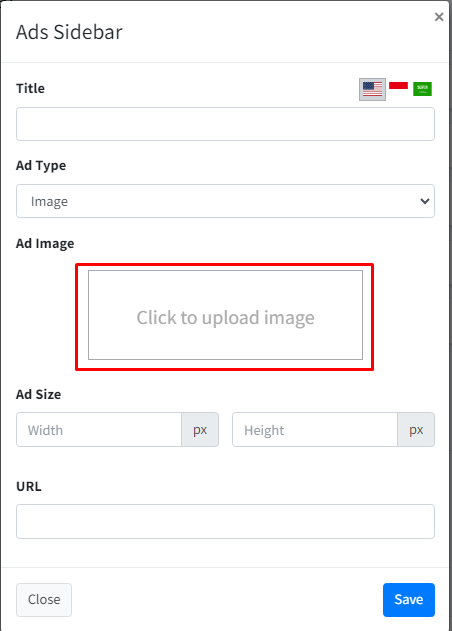 ×
Ads Sidebar
Title
Ad Type
Image
Ad Image
Click to upload image
Ad Size
Width px Height px
URL
Close Save